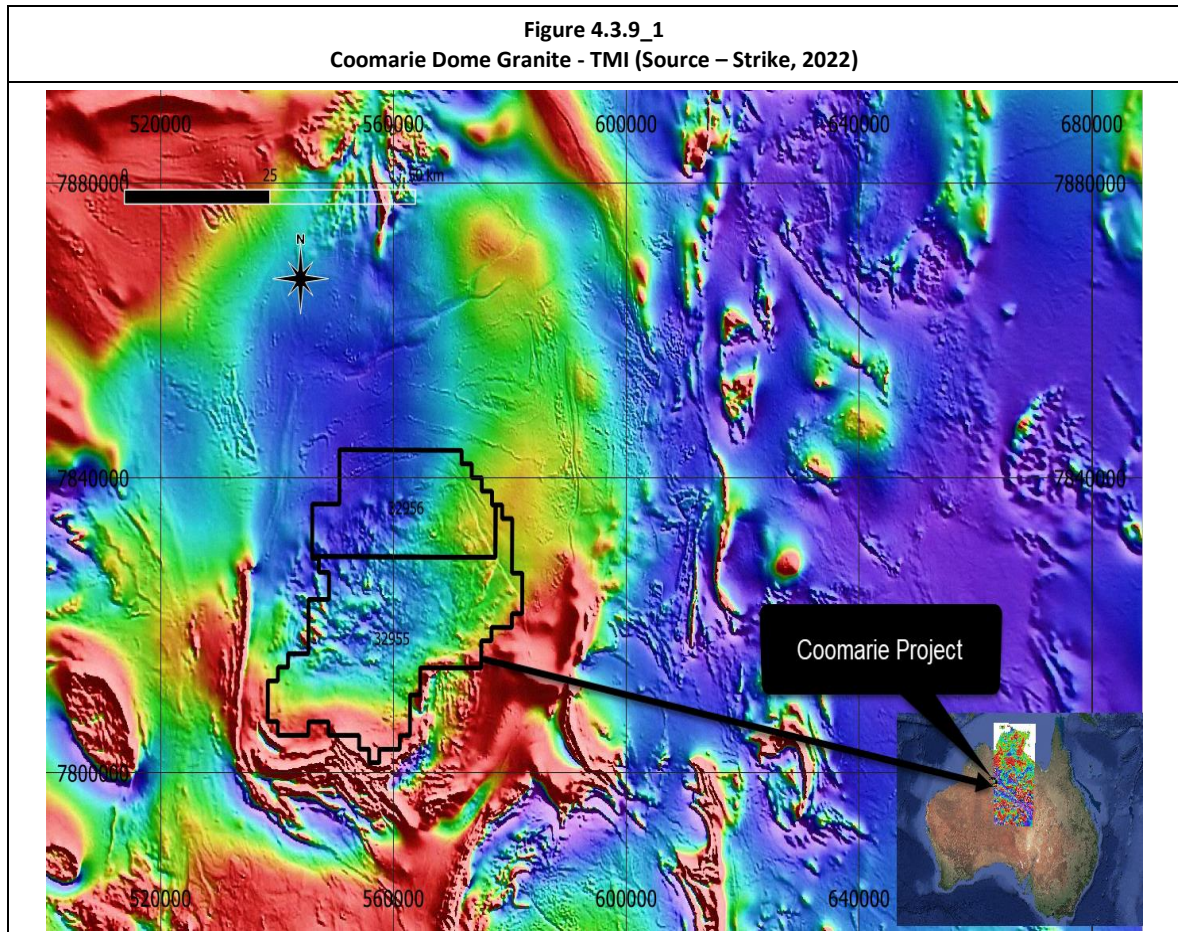 Figure 4.3.9_1
Coomarie Dome Granite - TMI (Source – Strike, 2022)
520000 560000 600000 640000 680000
0 25 50 km
7880000 7880000
N
7840000 7840000
32956
32955
Coomarie Project
7800000
520000 560000 600000 640000